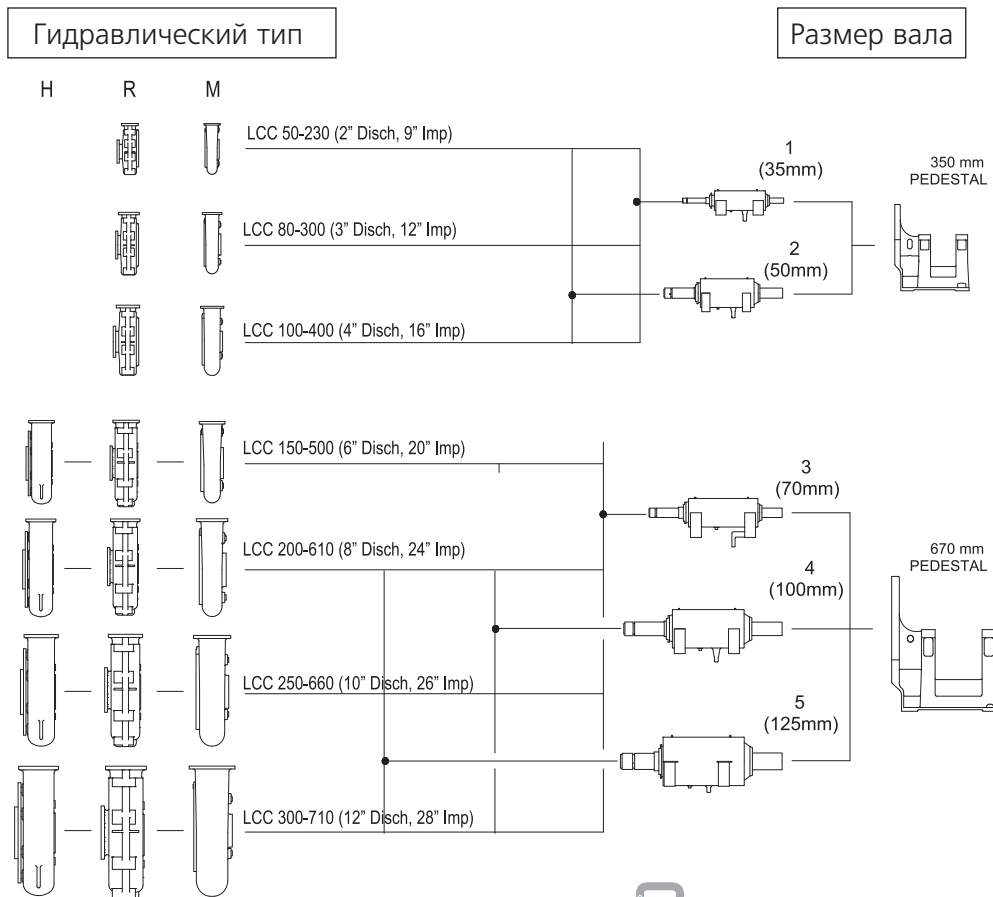 Гидравлический тип
Размер вала
H R M
LCC 50-230 (2” Disch, 9” Imp)
1
(35mm)
350 mm
PEDESTAL
LCC 80-300 (3” Disch, 12” Imp)
2
(50mm)
LCC 100-400 (4” Disch, 16” Imp)
LCC 150-500 (6” Disch, 20” Imp)
3
(70mm)
LCC 200-610 (8” Disch, 24” Imp)
670 mm
PEDESTAL
4
(100mm)
LCC 250-660 (10” Disch, 26” Imp)
5
(125mm)
LCC 300-710 (12” Disch, 28” Imp)